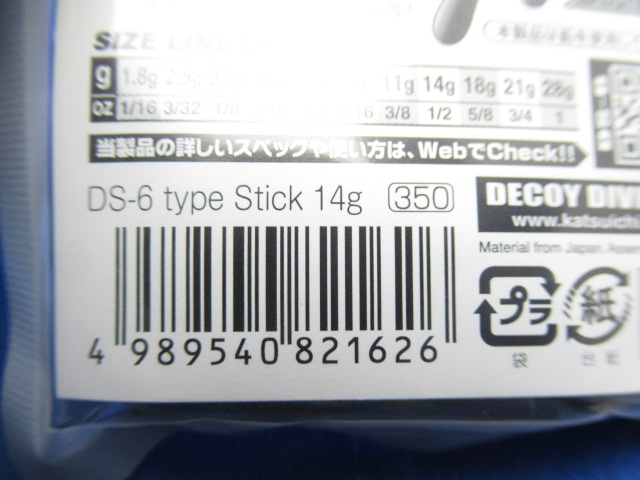 SIZE LINE
g 1.8g 2.5g 11g 14g 18g 21g 28g
OZ 1/16 3/32 1/8 3/8 1/2 5/8 3/4 1
当製品の詳しいスペックや使い方は、WebでCheck!!
DS-6 type Stick 14g 350
DECOY DIV
www.katsuich
Material from Japan
プラ 紙
袋
4 989540 821626